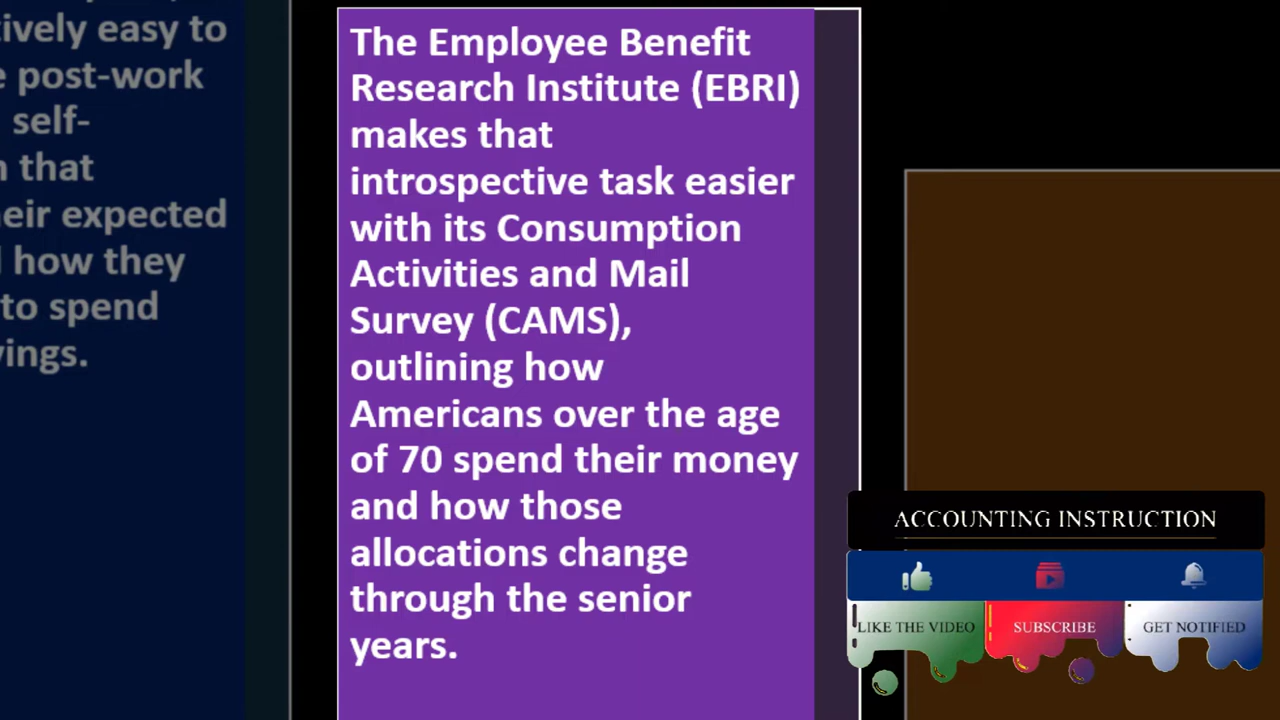 tively easy to
post-work
self-
that
their expected
how they
to spend
The Employee Benefit
Research Institute (EBRI)
makes that
introspective task easier
with its Consumption
Activities and Mail
Survey (CAMS),
outlining how
Americans over the age
of 70 spend their money
and how those
allocations change
through the senior
years.
ACCOUNTING INSTRUCTION
LIKE THE VIDEO
SUBSCRIBE
GET NOTIFIED